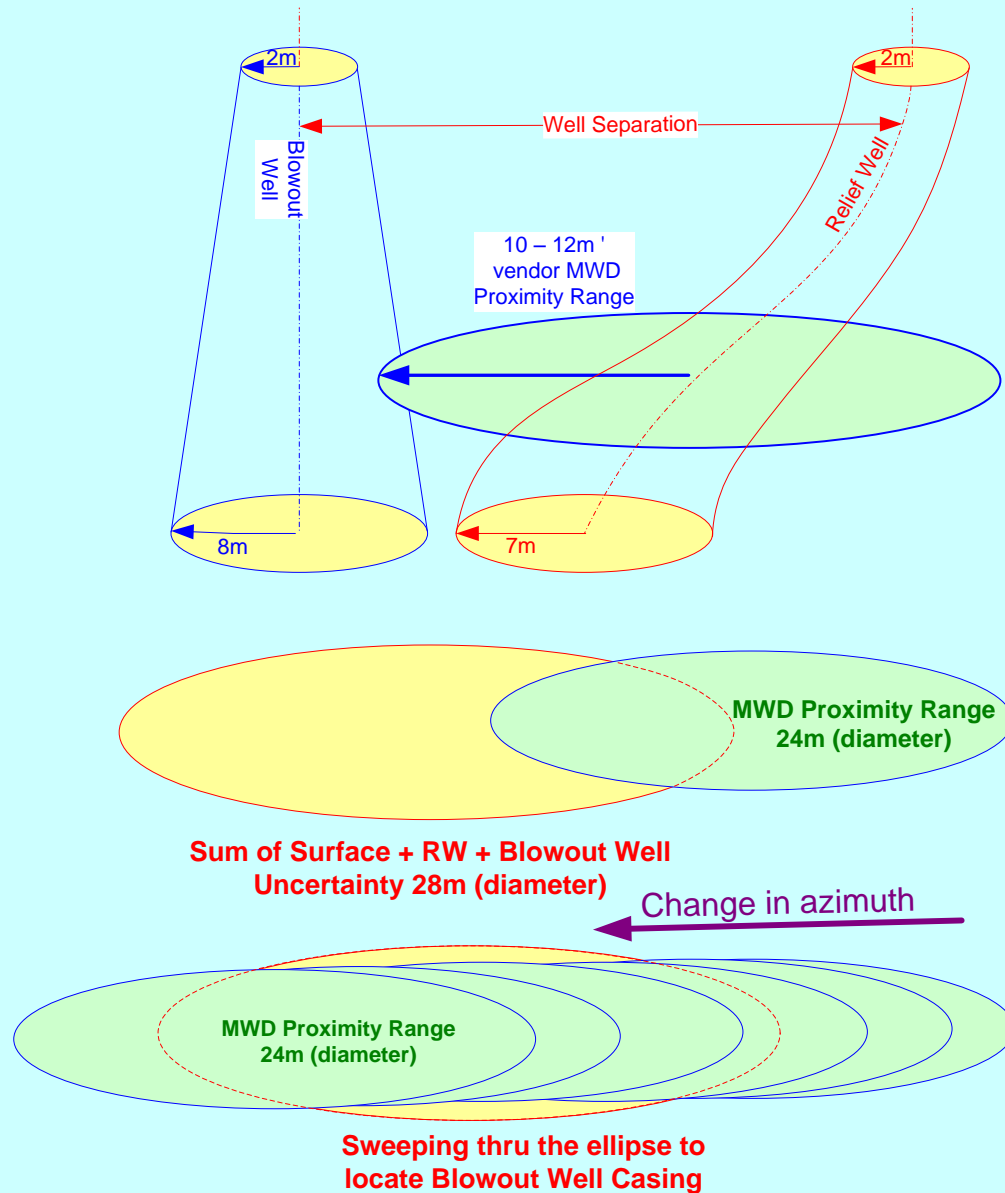 2m
2m
Well Separation
Blowout
Well
Relief Well
10 – 12m '
vendor MWD
Proximity Range
8m
7m
MWD Proximity Range
24m (diameter)
Sum of Surface + RW + Blowout Well
Uncertainty 28m (diameter)
Change in azimuth
MWD Proximity Range
24m (diameter)
Sweeping thru the ellipse to
locate Blowout Well Casing